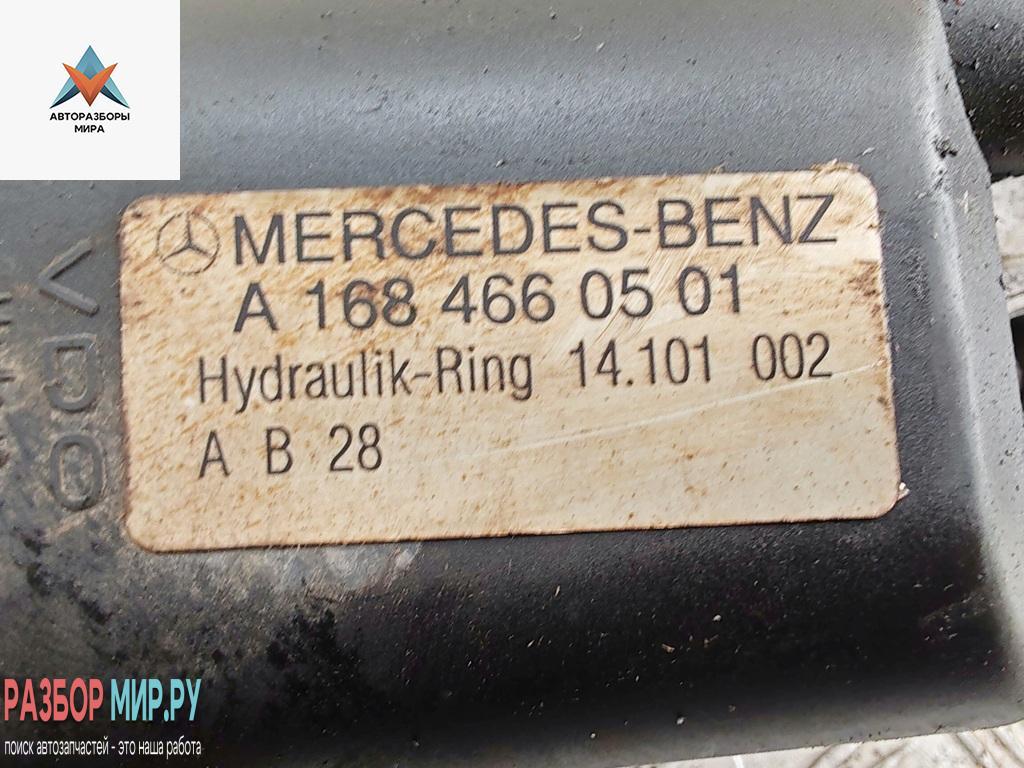 АВТОРАЗБОРЫ
МИРА
MERCEDES-BENZ
A 168 466 05 01
Hydraulik-Ring 14.101 002
A B 28
РАЗБОР МИР.РУ
поиск автозапчастей - это наша работа